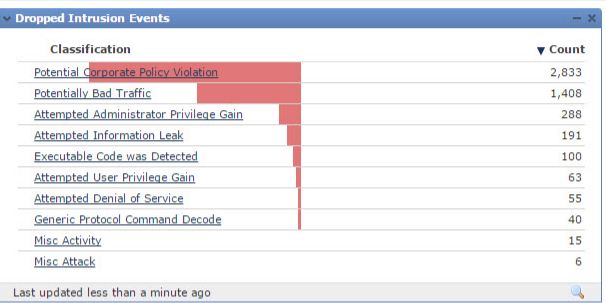 Dropped Intrusion Events
Classification Count
Potential Corporate Policy Violation 2,833
Potentially Bad Traffic 1,408
Attempted Administrator Privilege Gain 288
Attempted Information Leak 191
Executable Code was Detected 100
Attempted User Privilege Gain 63
Attempted Denial of Service 55
Generic Protocol Command Decode 40
Misc Activity 15
Misc Attack 6
Last updated less than a minute ago